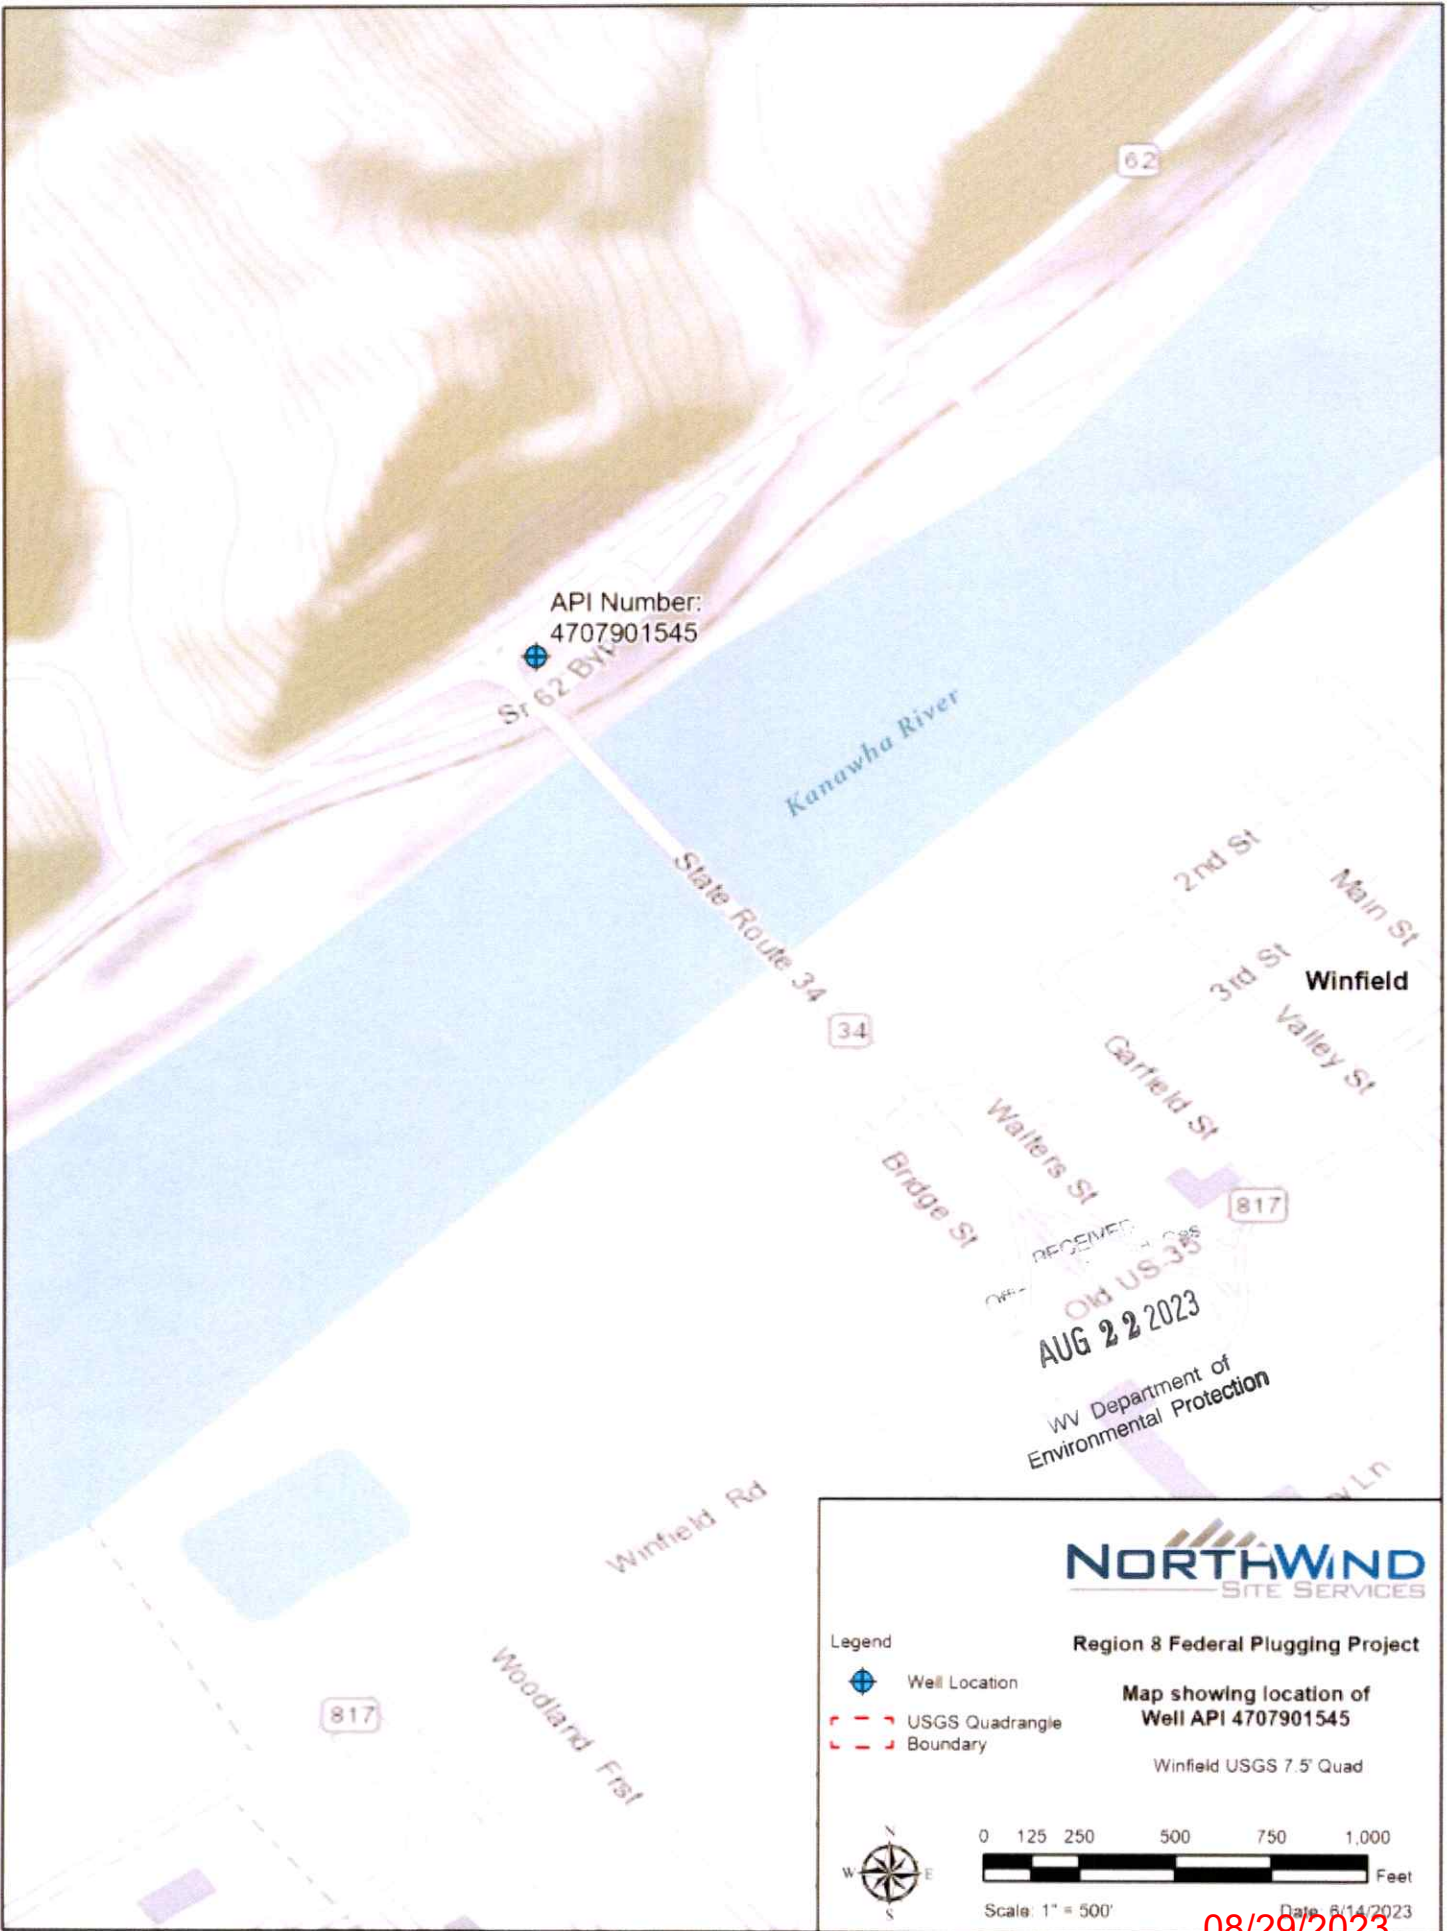 62
API Number:
4707901545
Sr 62 Byp
Kanawha River
State Route 34
34
2nd St
Main St
3rd St
Winfield
Valley St
Garfield St
Walters St
Bridge St
817
RECEIVED
Gas
Old US-35
AUG 22 2023
WV Department of
Environmental Protection
Ln
Winfield Rd
Woodland Frst
817
NORTHWIND
SITE SERVICES
Legend
Region 8 Federal Plugging Project
Well Location
Map showing location of
Well API 4707901545
USGS Quadrangle
Boundary
Winfield USGS 7.5' Quad
N
W E
S
0 125 250 500 750 1,000
Feet
Scale: 1" = 500'
Date: 6/14/2023
08/29/2023